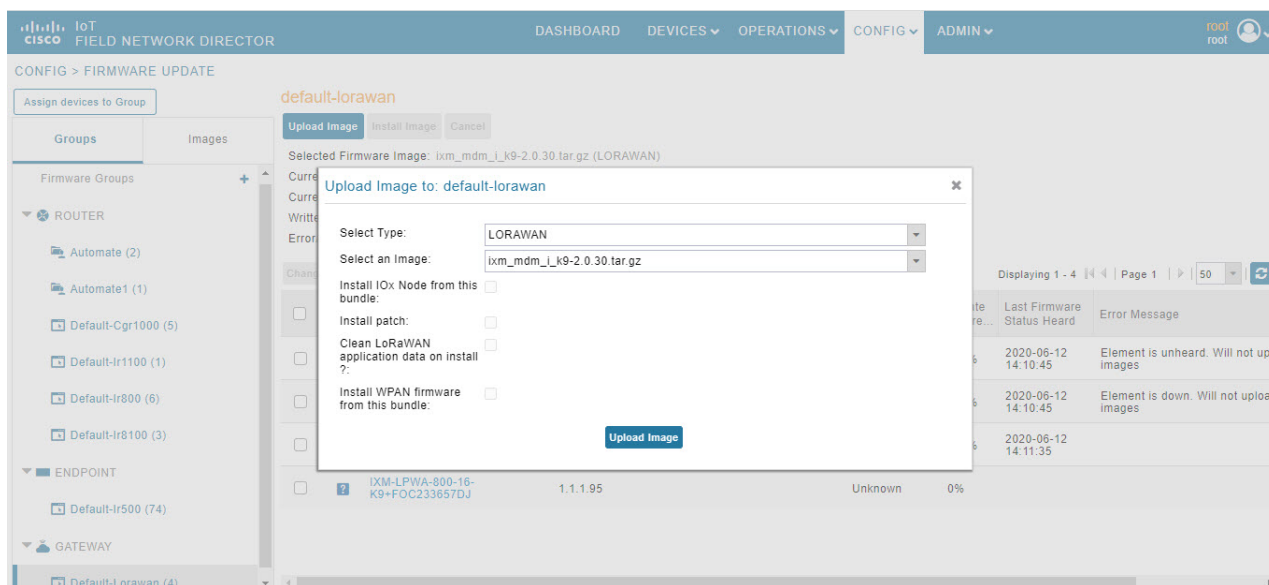 IoT
CISCO FIELD NETWORK DIRECTOR
DASHBOARD DEVICES OPERATIONS CONFIG ADMIN
root
root
CONFIG > FIRMWARE UPDATE
Assign devices to Group
Groups Images
Firmware Groups +
ROUTER
Automate (2)
Automate1 (1)
Default-Cgr1000 (5)
Default-Ir1100 (1)
Default-Ir800 (6)
Default-Ir8100 (3)
ENDPOINT
Default-Ir500 (74)
GATEWAY
Default-Lorawan (4)
default-lorawan
Upload Image Install Image Cancel
Selected Firmware Image: ixm_mdm_i_k9-2.0.30.tar.gz (LORAWAN)
Curre
Curre
Writte
Error
Chang
Displaying 1 - 4 Page 1 50
Last Firmware
Status Heard
Error Message
2020-06-12
14:10:45
Element is unheard. Will not up
images
2020-06-12
14:10:45
Element is down. Will not uploa
images
2020-06-12
14:11:35
IXM-LPWA-800-16-
K9+FOC233657DJ
1.1.1.95 Unknown 0%
Upload Image to: default-lorawan
Select Type: LORAWAN
Select an Image: ixm_mdm_i_k9-2.0.30.tar.gz
Install IOx Node from this
bundle:
Install patch:
Clean LoRaWAN
application data on install
?:
Install WPAN firmware
from this bundle:
Upload Image